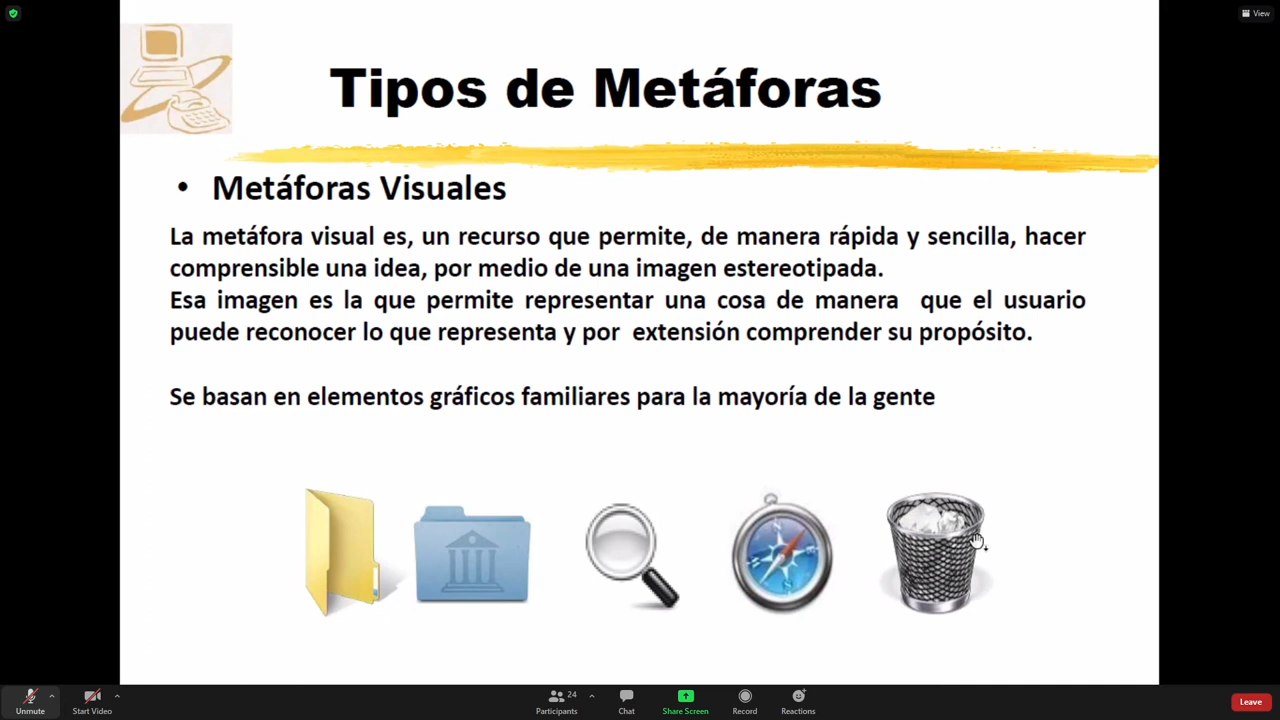 View
Tipos de Metáforas
• Metáforas Visuales
La metáfora visual es, un recurso que permite, de manera rápida y sencilla, hacer
comprensible una idea, por medio de una imagen estereotipada.
Esa imagen es la que permite representar una cosa de manera que el usuario
puede reconocer lo que representa y por extensión comprender su propósito.
Se basan en elementos gráficos familiares para la mayoría de la gente
Unmute
Start Video
24
Participants
Chat
Share Screen
Record
Reactions
Leave